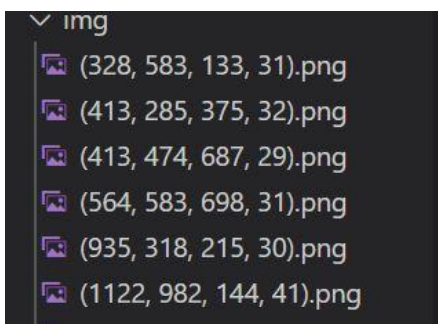 img
(328, 583, 133, 31).png
(413, 285, 375, 32).png
(413, 474, 687, 29).png
(564, 583, 698, 31).png
(935, 318, 215, 30).png
(1122, 982, 144, 41).png